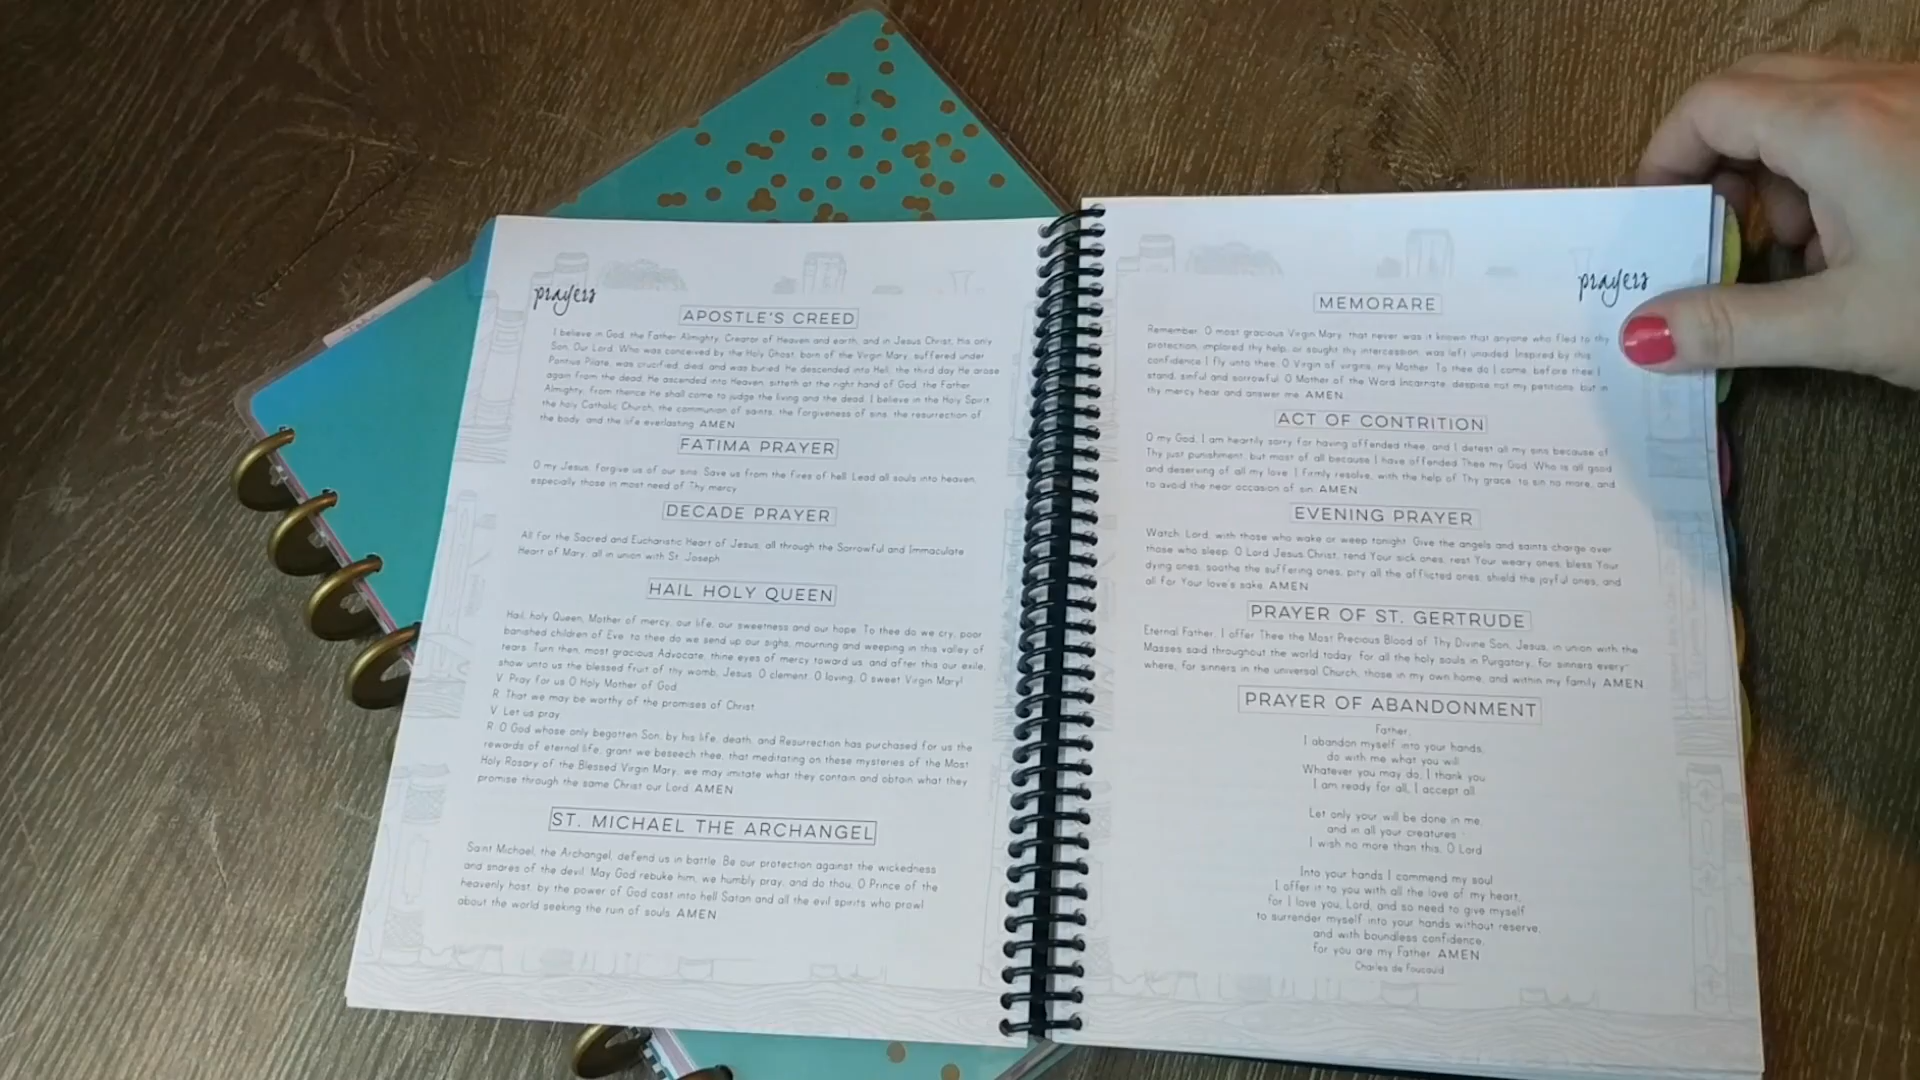 prayers
APOSTLE'S CREED
I believe in God, the Father Almighty, Creator of Heaven and earth, and in Jesus Christ, His only
Son, Our Lord, Who was conceived by the Holy Ghost, born of the Virgin Mary, suffered under
Pontius Pilate, was crucified, died, and was buried. He descended into Hell; the third day He arose
again from the dead; He ascended into Heaven, sitteth at the right hand of God, the Father
Almighty; from thence He shall come to judge the living and the dead. I believe in the Holy Spirit,
the holy Catholic Church, the communion of saints, the forgiveness of sins, the resurrection of
the body, and the life everlasting. AMEN
FATIMA PRAYER
O my Jesus, forgive us of our sins. Save us from the fires of hell. Lead all souls into heaven,
especially those in most need of Thy mercy.
DECADE PRAYER
All for the Sacred and Eucharistic Heart of Jesus, all through the Sorrowful and Immaculate
Heart of Mary, all in union with St. Joseph.
HAIL HOLY QUEEN
Hail, holy Queen, Mother of mercy, our life, our sweetness and our hope. To thee do we cry, poor
banished children of Eve; to thee do we send up our sighs, mourning and weeping in this valley of
tears. Turn then, most gracious Advocate, thine eyes of mercy toward us, and after this our exile,
show unto us the blessed fruit of thy womb, Jesus. O clement, O loving, O sweet Virgin Mary!
V. Pray for us O Holy Mother of God
R. That we may be worthy of the promises of Christ.
V. Let us pray
R. O God whose only begotten Son, by his life, death, and Resurrection has purchased for us the
rewards of eternal life, grant we beseech thee, that meditating on these mysteries of the Most
Holy Rosary of the Blessed Virgin Mary, we may imitate what they contain and obtain what they
promise through the same Christ our Lord. AMEN
ST. MICHAEL THE ARCHANGEL
Saint Michael, the Archangel, defend us in battle. Be our protection against the wickedness
and snares of the devil. May God rebuke him, we humbly pray, and do thou, O Prince of the
heavenly host, by the power of God cast into hell Satan and all the evil spirits who prowl
about the world seeking the ruin of souls. AMEN
prayers
MEMORARE
Remember, O most gracious Virgin Mary, that never was it known that anyone who fled to thy
protection, implored thy help, or sought thy intercession, was left unaided. Inspired by this
confidence I fly unto thee, O Virgin of virgins, my Mother. To thee do I come, before thee I
stand, sinful and sorrowful. O Mother of the Word Incarnate, despise not my petitions, but in
thy mercy hear and answer me. AMEN
ACT OF CONTRITION
O my God, I am heartily sorry for having offended thee, and I detest all my sins because of
Thy just punishment, but most of all because I have offended Thee my God, Who is all good
and deserving of all my love. I firmly resolve, with the help of Thy grace, to sin no more, and
to avoid the near occasion of sin. AMEN
EVENING PRAYER
Watch, Lord, with those who wake or weep tonight. Give the angels and saints charge over
those who sleep. O Lord Jesus Christ, tend Your sick ones, rest Your weary ones, bless Your
dying ones, soothe the suffering ones, pity all the afflicted ones, shield the joyful ones, and
all for Your love's sake. AMEN
PRAYER OF ST. GERTRUDE
Eternal Father, I offer Thee the Most Precious Blood of Thy Divine Son, Jesus, in union with the
Masses said throughout the world today, for all the holy souls in Purgatory, for sinners every-
where, for sinners in the universal Church, those in my own home, and within my family. AMEN
PRAYER OF ABANDONMENT
Father,
I abandon myself into your hands;
do with me what you will.
Whatever you may do, I thank you:
I am ready for all, I accept all.
Let only your will be done in me,
and in all your creatures -
I wish no more than this, O Lord.
Into your hands I commend my soul:
I offer it to you with all the love of my heart,
for I love you, Lord, and so need to give myself,
to surrender myself into your hands without reserve,
and with boundless confidence,
for you are my Father. AMEN
Charles de Foucauld